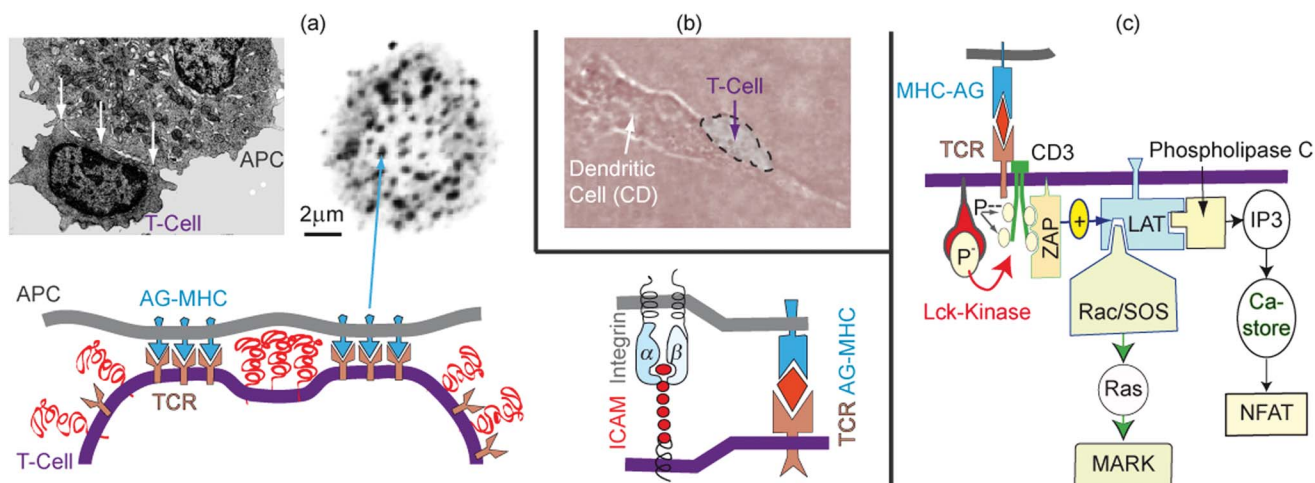 (a)
APC
T-Cell
2µm
APC
AG-MHC
TCR
T-Cell
(b)
T-Cell
Dendritic
Cell (CD)
ICAM Integrin
α
β
TCR AG-MHC
(c)
MHC-AG
TCR
CD3
Phospholipase C
P--
ZAP
+
LAT
IP3
P-
Lck-Kinase
Rac/SOS
Ca-
store
Ras
NFAT
MARK